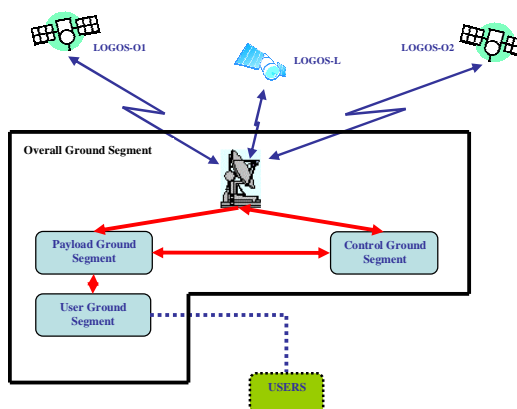 LOGOS-O1
LOGOS-L
LOGOS-O2
Overall Ground Segment
Payload Ground
Segment
Control Ground
Segment
User Ground
Segment
USERS